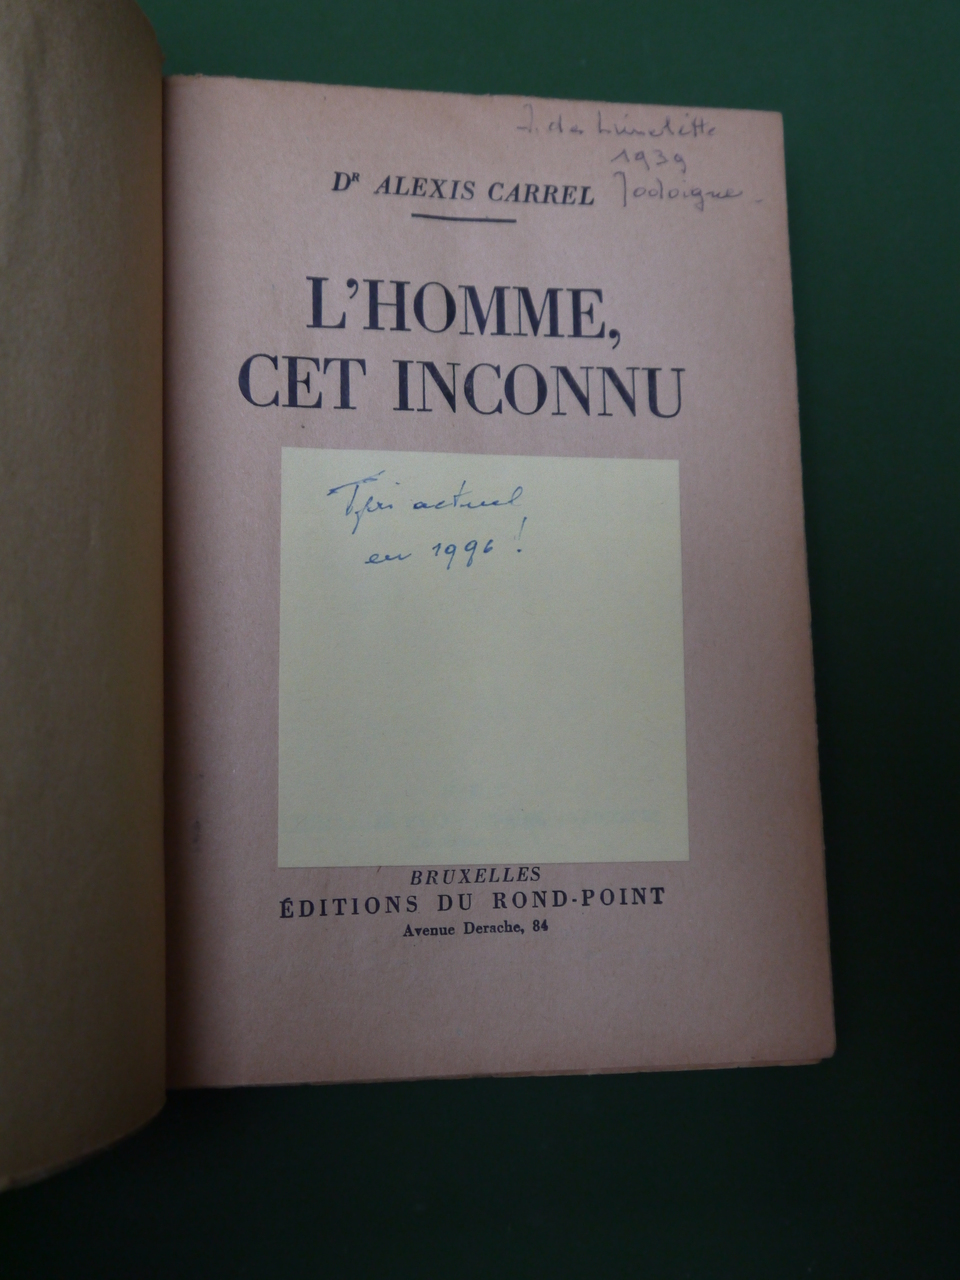 1939
Jodoigne
Dr ALEXIS CARREL
L'HOMME,
CET INCONNU
actuel
en 1996 !
BRUXELLES
ÉDITIONS DU ROND-POINT
Avenue Derache, 84